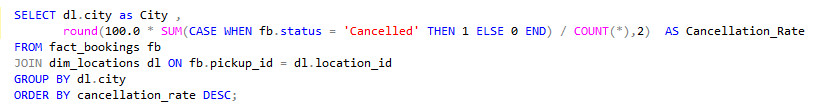 SELECT dl.city as City ,
round(100.0 * SUM(CASE WHEN fb.status = 'Cancelled' THEN 1 ELSE 0 END) / COUNT(*),2)  AS Cancellation_Rate
FROM fact_bookings fb
JOIN dim_locations dl ON fb.pickup_id = dl.location_id
GROUP BY dl.city
ORDER BY cancellation_rate DESC;